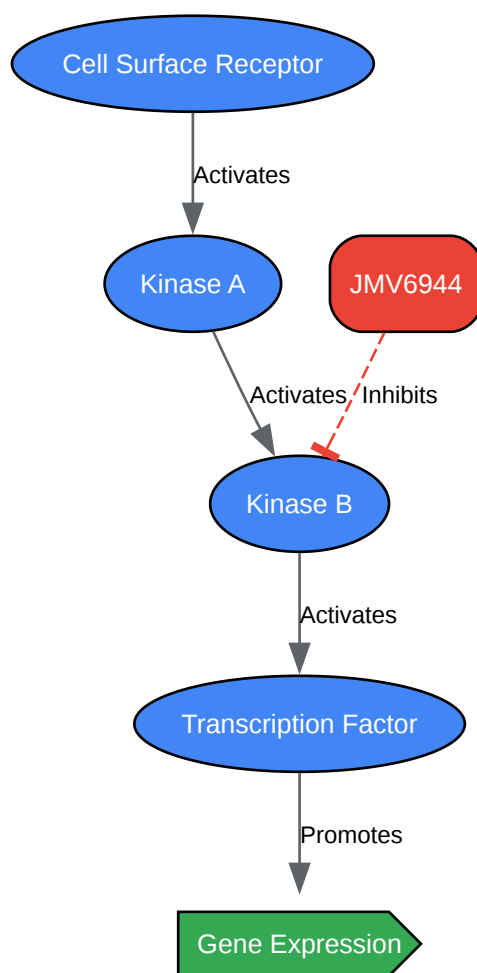 Cell Surface Receptor
Activates
Kinase A
JMV6944
Activates
Inhibits
Kinase B
Activates
Transcription Factor
Promotes
Gene Expression